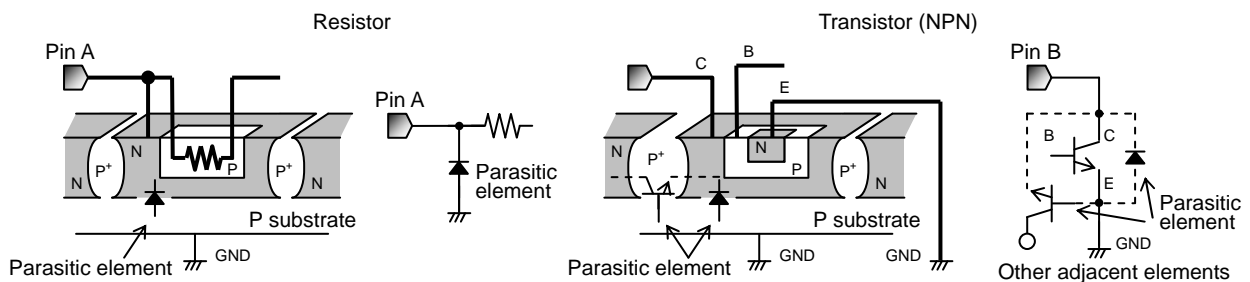 Resistor
Pin A
N
P+
N
P
P+
N
P substrate
GND
Parasitic element
Pin A
Parasitic
element
Transistor (NPN)
C
B
E
N
P+
N
P
P+
N
P substrate
GND
GND
Parasitic element
Pin B
B
C
E
GND
Parasitic
element
Other adjacent elements